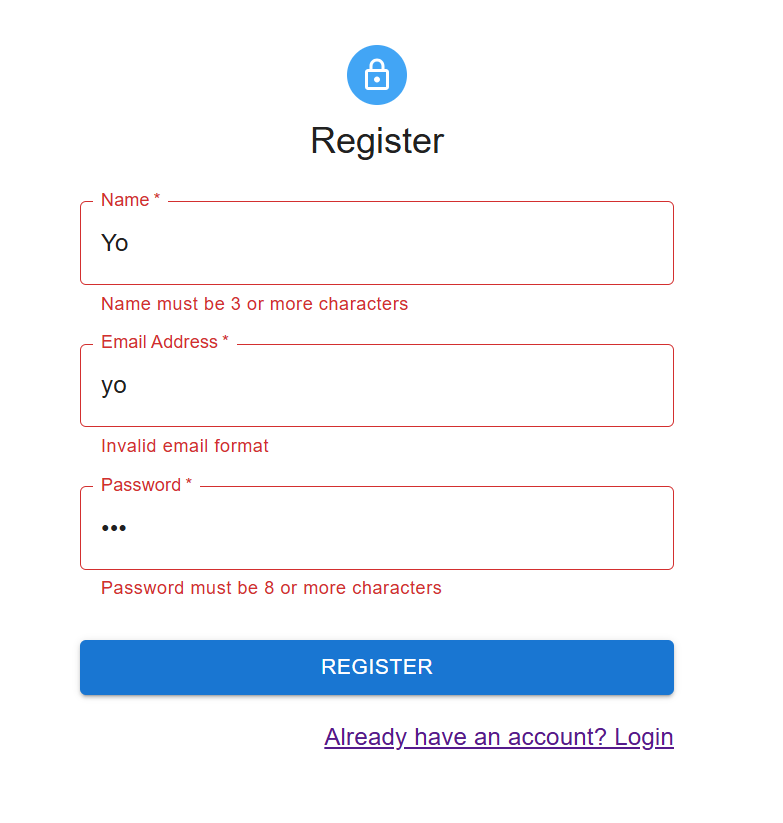 Register
Name *
Yo
Name must be 3 or more characters
Email Address *
yo
Invalid email format
Password *
•••
Password must be 8 or more characters
REGISTER
Already have an account? Login